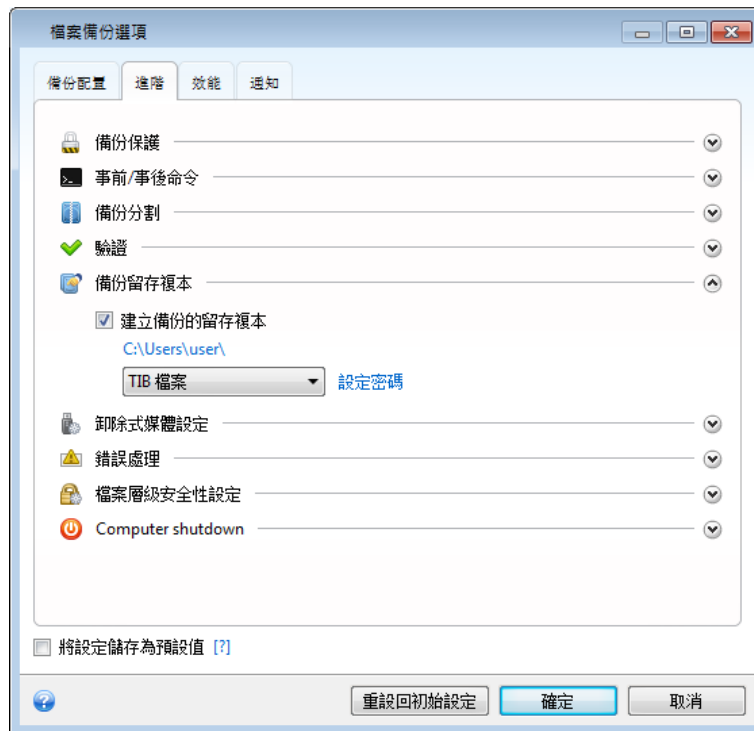 檔案備份選項
備份配置 進階 效能 通知
備份保護
事前/事後命令
備份分割
驗證
備份留存複本
建立備份的留存複本
C:\Users\user\
TIB 檔案 設定密碼
卸除式媒體設定
錯誤處理
檔案層級安全性設定
Computer shutdown
將設定儲存為預設值 [?]
重設回初始設定 確定 取消